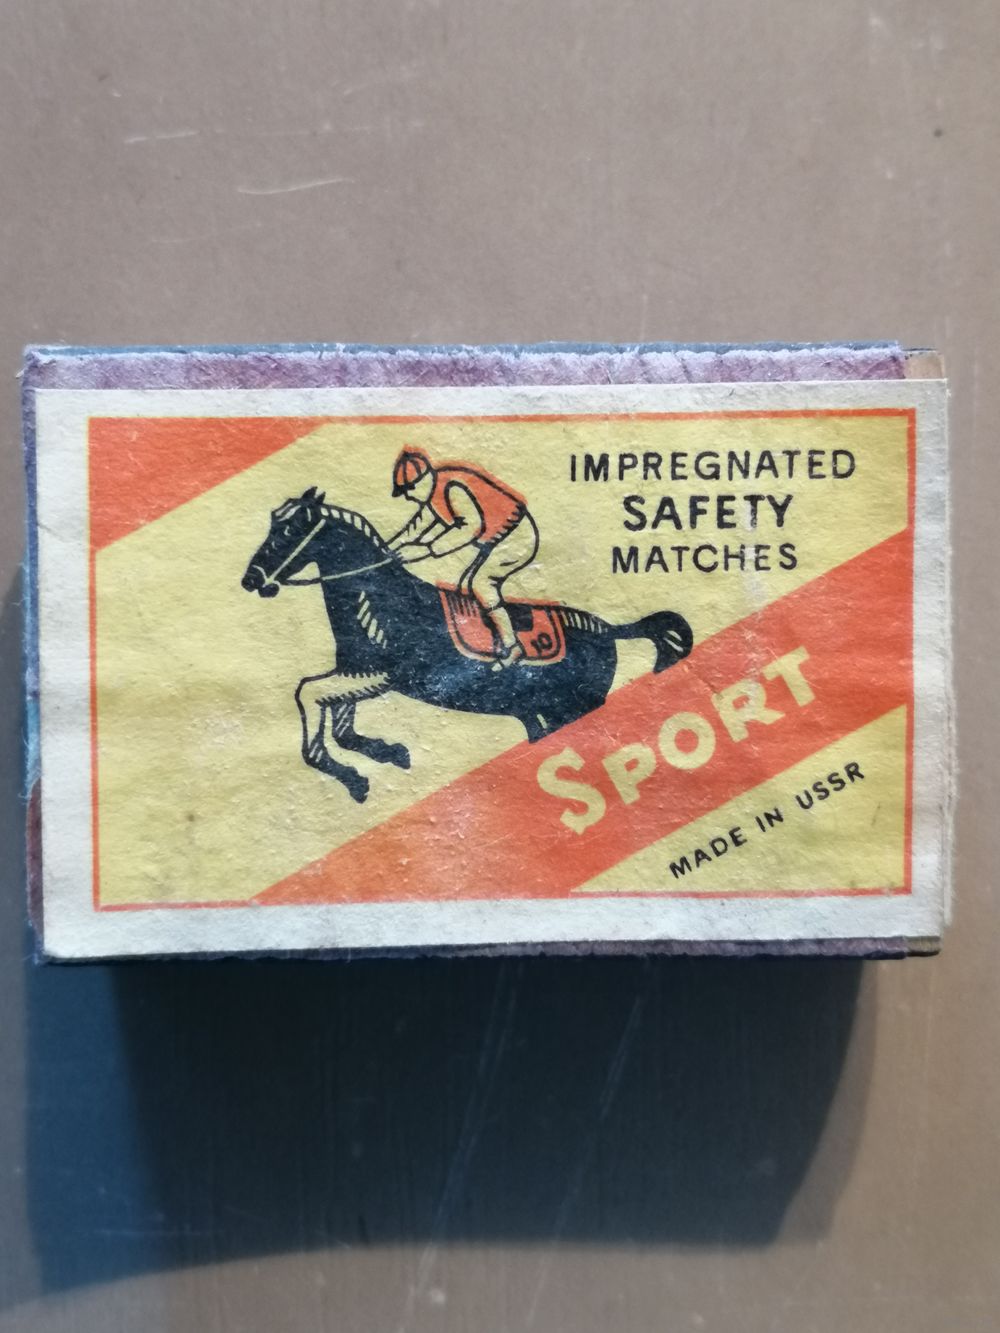 IMPREGNATED
SAFETY
MATCHES
10
SPORT
MADE IN USSR